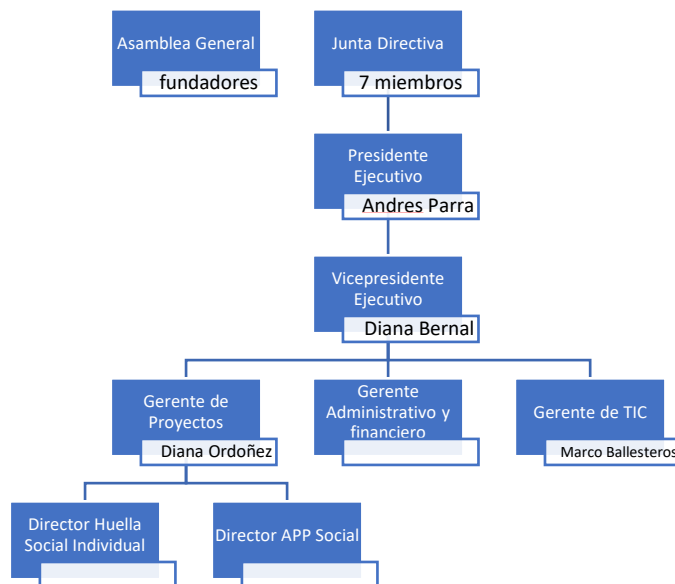 Asamblea General
fundadores
Junta Directiva
7 miembros
Presidente
Ejecutivo
Andres Parra
Vicepresidente
Ejecutivo
Diana Bernal
Gerente de
Proyectos
Diana Ordoñez
Gerente
Administrativo y
financiero
Gerente de TIC
Marco Ballesteros
Director Huella
Social Individual
Director APP Social